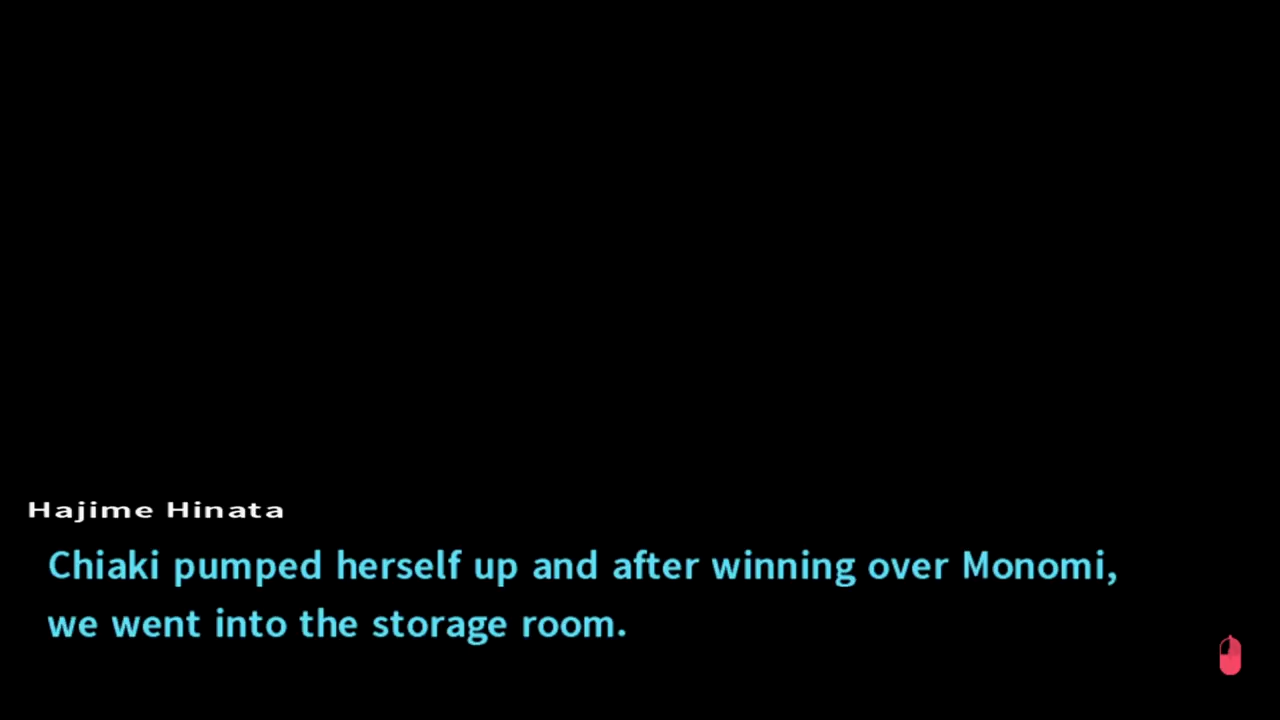 Hajime Hinata
Chiaki pumped herself up and after winning over Monomi,
we went into the storage room.